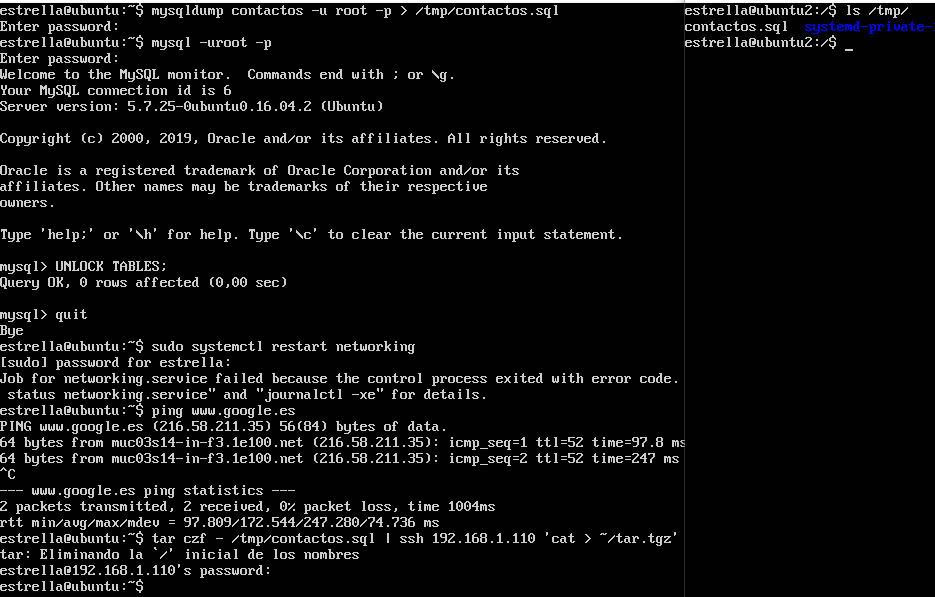 estrella@ubuntu:~$ mysqldump contactos -u root -p > /tmp/contactos.sql
Enter password:
estrella@ubuntu:~$ mysql -uroot -p
Enter password:
Welcome to the MySQL monitor.  Commands end with ; or \g.
Your MySQL connection id is 6
Server version: 5.7.25-0ubuntu0.16.04.2 (Ubuntu)
Copyright (c) 2000, 2019, Oracle and/or its affiliates. All rights reserved.
Oracle is a registered trademark of Oracle Corporation and/or its
affiliates. Other names may be trademarks of their respective
owners.
Type 'help;' or '\h' for help. Type '\c' to clear the current input statement.
mysql> UNLOCK TABLES;
Query OK, 0 rows affected (0,00 sec)
mysql> quit
Bye
estrella@ubuntu:~$ sudo systemctl restart networking
[sudo] password for estrella:
Job for networking.service failed because the control process exited with error code.
 status networking.service" and "journalctl -xe" for details.
estrella@ubuntu:~$ ping www.google.es
PING www.google.es (216.58.211.35) 56(84) bytes of data.
64 bytes from muc03s14-in-f3.1e100.net (216.58.211.35): icmp_seq=1 ttl=52 time=97.8 ms
64 bytes from muc03s14-in-f3.1e100.net (216.58.211.35): icmp_seq=2 ttl=52 time=247 ms
^C
--- www.google.es ping statistics ---
2 packets transmitted, 2 received, 0% packet loss, time 1004ms
rtt min/avg/max/mdev = 97.809/172.544/247.280/74.736 ms
estrella@ubuntu:~$ tar czf - /tmp/contactos.sql | ssh 192.168.1.110 'cat > ~/tar.tgz'
tar: Eliminando la `/' inicial de los nombres
estrella@192.168.1.110's password:
estrella@ubuntu:~$
estrella@ubuntu2:/$ ls /tmp/
contactos.sql  systemd-private-
estrella@ubuntu2:/$ _